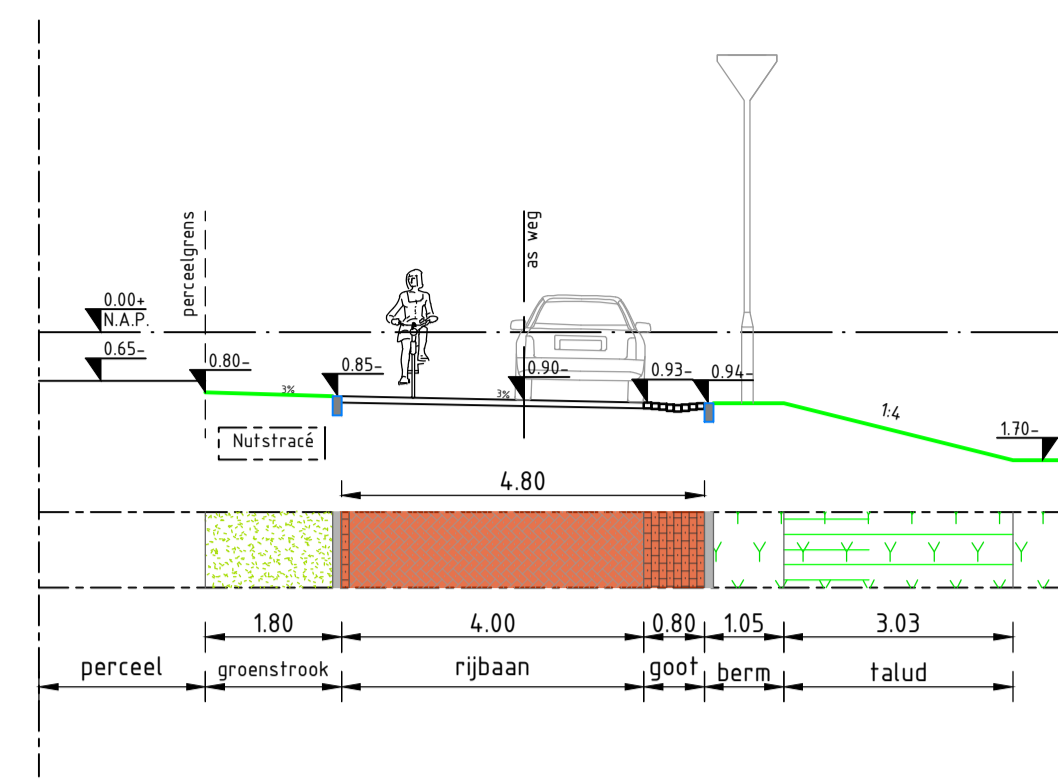 perceelgrens
as weg
0.00+
N.A.P.
0.65-
0.80-
0.85-
0.90-
0.93-
0.94-
3%
3%
1:4
1.70-
Nutstracé
4.80
1.80
4.00
0.80
1.05
3.03
perceel
groenstrook
rijbaan
goot
berm
talud